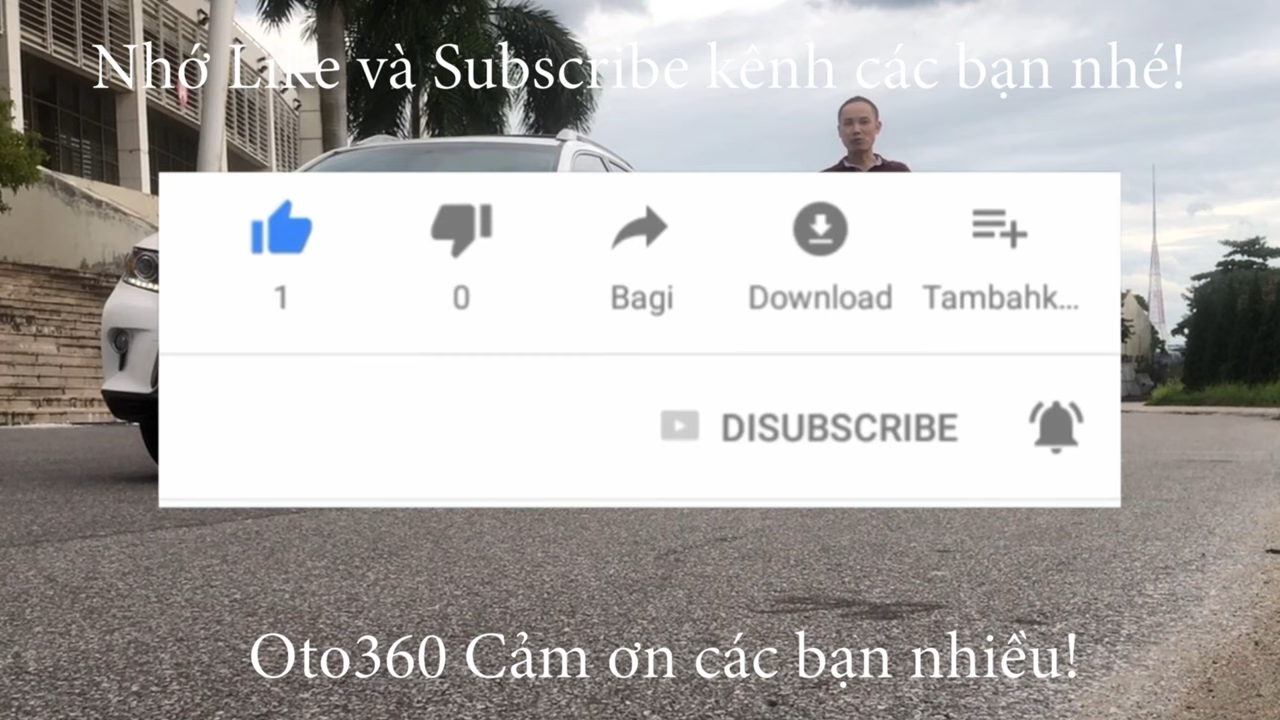 Nhớ Like và Subscribe kênh các bạn nhé!
1 0 Bagi Download Tambahk...
DISUBSCRIBE
Oto360 Cảm ơn các bạn nhiều!